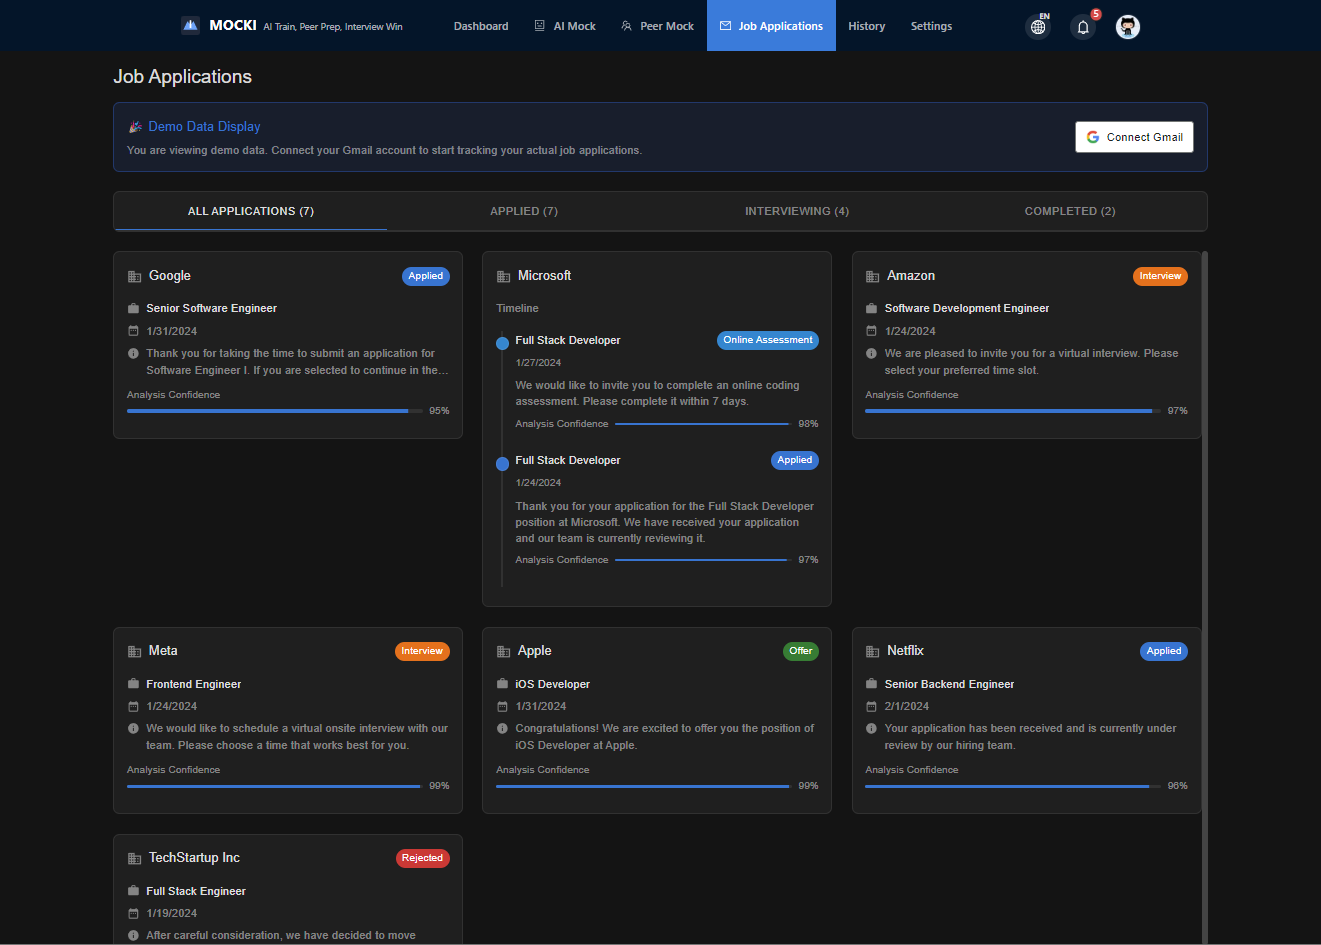 MOCKI AI Train, Peer Prep, Interview Win
Dashboard
AI Mock
Peer Mock
Job Applications
History
Settings
EN
5
Job Applications
Demo Data Display
You are viewing demo data. Connect your Gmail account to start tracking your actual job applications.
Connect Gmail
ALL APPLICATIONS (7)
APPLIED (7)
INTERVIEWING (4)
COMPLETED (2)
Google
Applied
Senior Software Engineer
1/31/2024
Thank you for taking the time to submit an application for
Software Engineer I. If you are selected to continue in the...
Analysis Confidence
95%
Microsoft
Timeline
Full Stack Developer
Online Assessment
1/27/2024
We would like to invite you to complete an online coding
assessment. Please complete it within 7 days.
Analysis Confidence
98%
Full Stack Developer
Applied
1/24/2024
Thank you for your application for the Full Stack Developer
position at Microsoft. We have received your application
and our team is currently reviewing it.
Analysis Confidence
97%
Amazon
Interview
Software Development Engineer
1/24/2024
We are pleased to invite you for a virtual interview. Please
select your preferred time slot.
Analysis Confidence
97%
Meta
Interview
Frontend Engineer
1/24/2024
We would like to schedule a virtual onsite interview with our
team. Please choose a time that works best for you.
Analysis Confidence
99%
Apple
Offer
iOS Developer
1/31/2024
Congratulations! We are excited to offer you the position of
iOS Developer at Apple.
Analysis Confidence
99%
Netflix
Applied
Senior Backend Engineer
2/1/2024
Your application has been received and is currently under
review by our hiring team.
Analysis Confidence
96%
TechStartup Inc
Rejected
Full Stack Engineer
1/19/2024
After careful consideration, we have decided to move